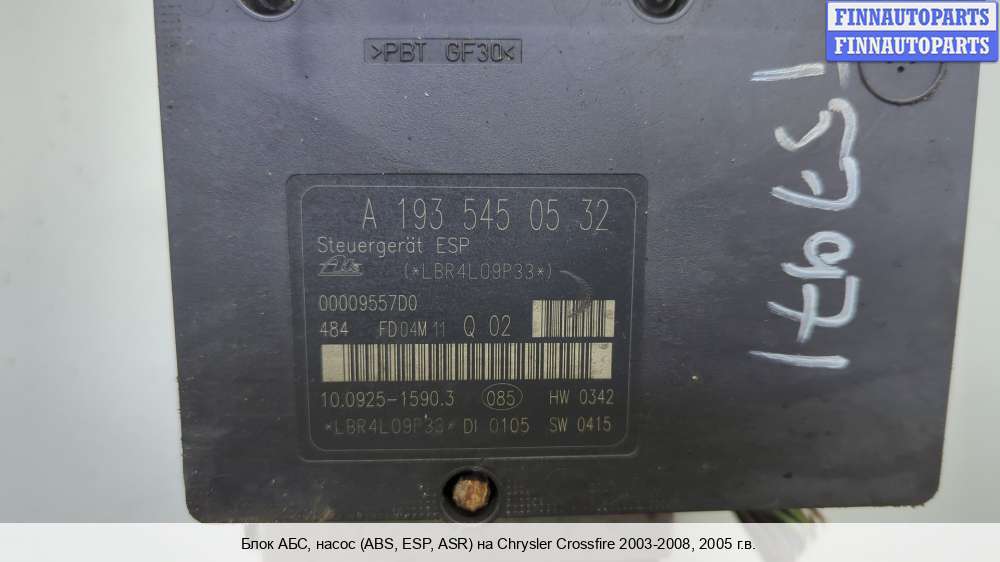 FINNAUTOPARTS
FINNAUTOPARTS
>PBT GF30<
A 193 545 05 32
Steuergerät ESP
Ate (*LBR4L09P33*)
00009557D0
484 FD04M11 Q 02
10.0925-1590.3 085 HW 0342
*LBR4L09P33* DI 0105 SW 0415
Блок АБС, насос (ABS, ESP, ASR) на Chrysler Crossfire 2003-2008, 2005 г.в.